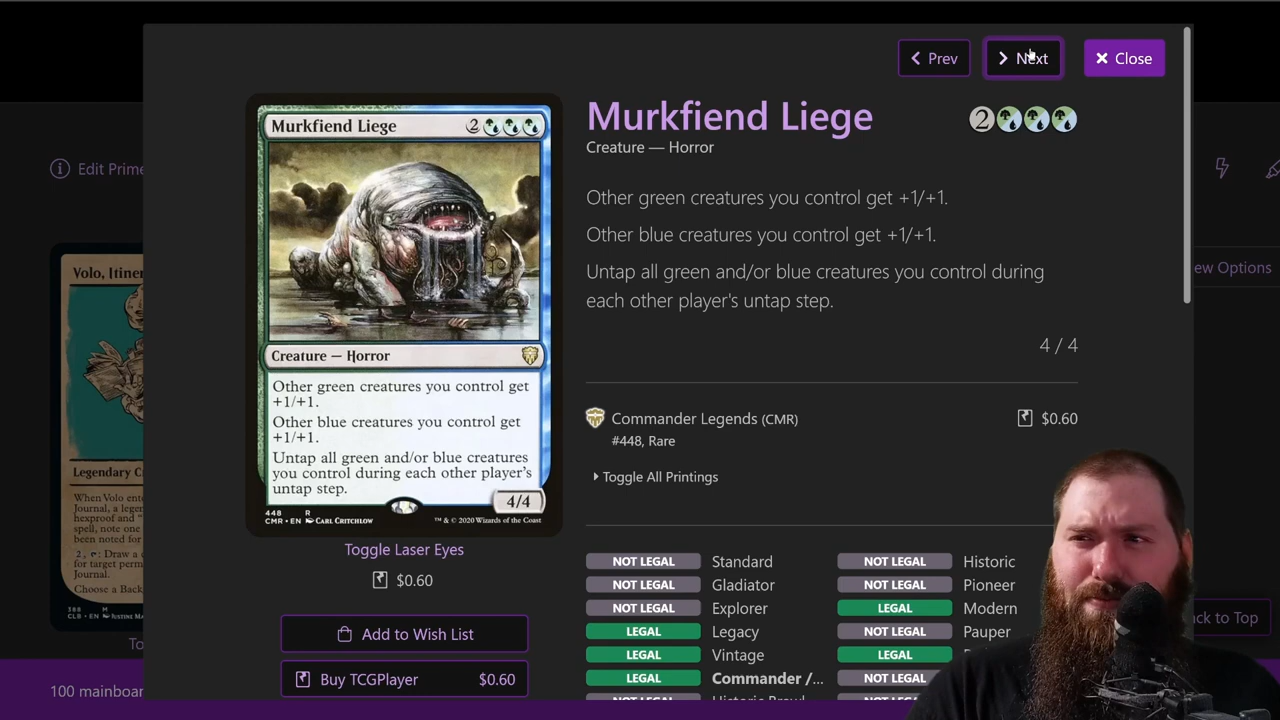 Prev
Next
Close
Edit Prime
Murkfiend Liege
2
Murkfiend Liege
2
Creature — Horror
Other green creatures you control get +1/+1.
Other blue creatures you control get +1/+1.
Untap all green and/or blue creatures you control during
each other player's untap step.
4 / 4
Commander Legends (CMR)
$0.60
#448, Rare
Toggle All Printings
Creature — Horror
Other green creatures you control get
+1/+1.
Other blue creatures you control get
+1/+1.
Untap all green and/or blue creatures
you control during each other player's
untap step.
4/4
448 R
CMR • EN CARL CRITCHLOW
™ & © 2020 Wizards of the Coast
Toggle Laser Eyes
$0.60
Add to Wish List
Buy TCGPlayer $0.60
NOT LEGAL Standard NOT LEGAL Historic
NOT LEGAL Gladiator NOT LEGAL Pioneer
NOT LEGAL Explorer LEGAL Modern
LEGAL Legacy NOT LEGAL Pauper
LEGAL Vintage LEGAL
LEGAL Commander /... NOT LEGAL
Volo, Itiner
Legendary C
When Volo ente
Journal, a legen
hexproof and "
spell, note one
been noted for
: Draw a c
for target perm
Journal.
Choose a Back
To
100 mainboar
ew Options
ck to Top